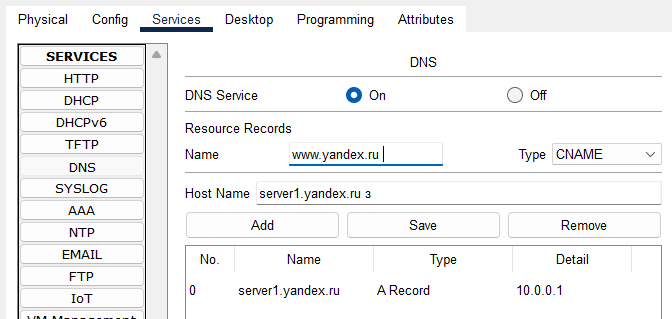 Physical Config Services Desktop Programming Attributes
SERVICES
HTTP
DHCP
DHCPv6
TFTP
DNS
SYSLOG
AAA
NTP
EMAIL
FTP
IoT
VM Management
DNS
DNS Service On Off
Resource Records
Name www.yandex.ru Type CNAME
Host Name server1.yandex.ru з
Add Save Remove
No. Name Type Detail
0 server1.yandex.ru A Record 10.0.0.1